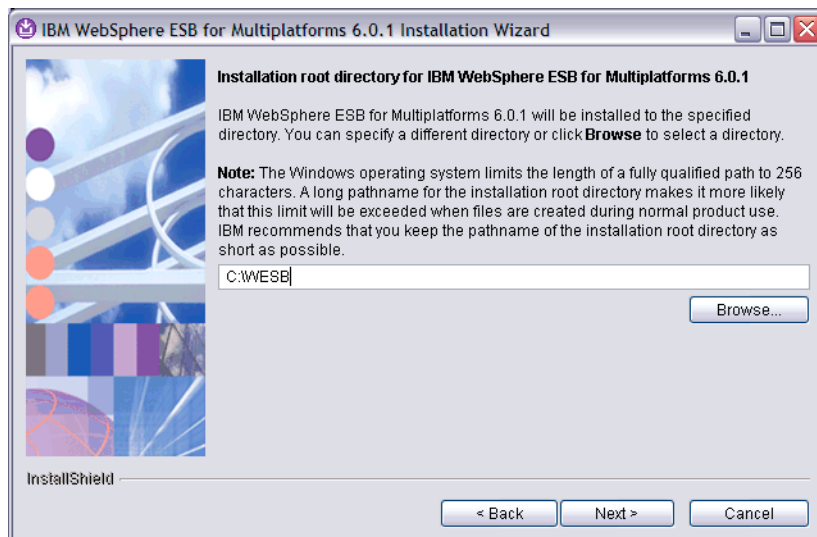 IBM WebSphere ESB for Multiplatforms 6.0.1 Installation Wizard
Installation root directory for IBM WebSphere ESB for Multiplatforms 6.0.1
IBM WebSphere ESB for Multiplatforms 6.0.1 will be installed to the specified
directory. You can specify a different directory or click Browse to select a directory.
Note: The Windows operating system limits the length of a fully qualified path to 256
characters. A long pathname for the installation root directory makes it more likely
that this limit will be exceeded when files are created during normal product use.
IBM recommends that you keep the pathname of the installation root directory as
short as possible.
C:\WESB
Browse...
InstallShield
< Back
Next >
Cancel